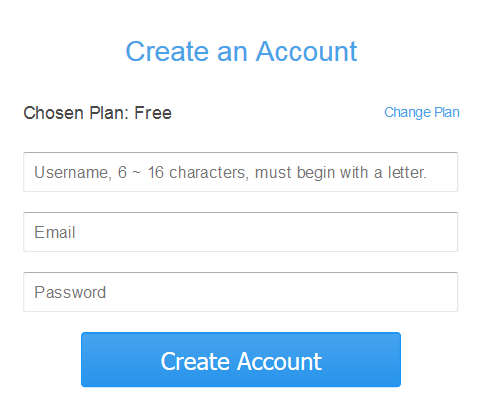 Create an Account
Chosen Plan: Free Change Plan
Username, 6 ~ 16 characters, must begin with a letter.
Email
Password
Create Account